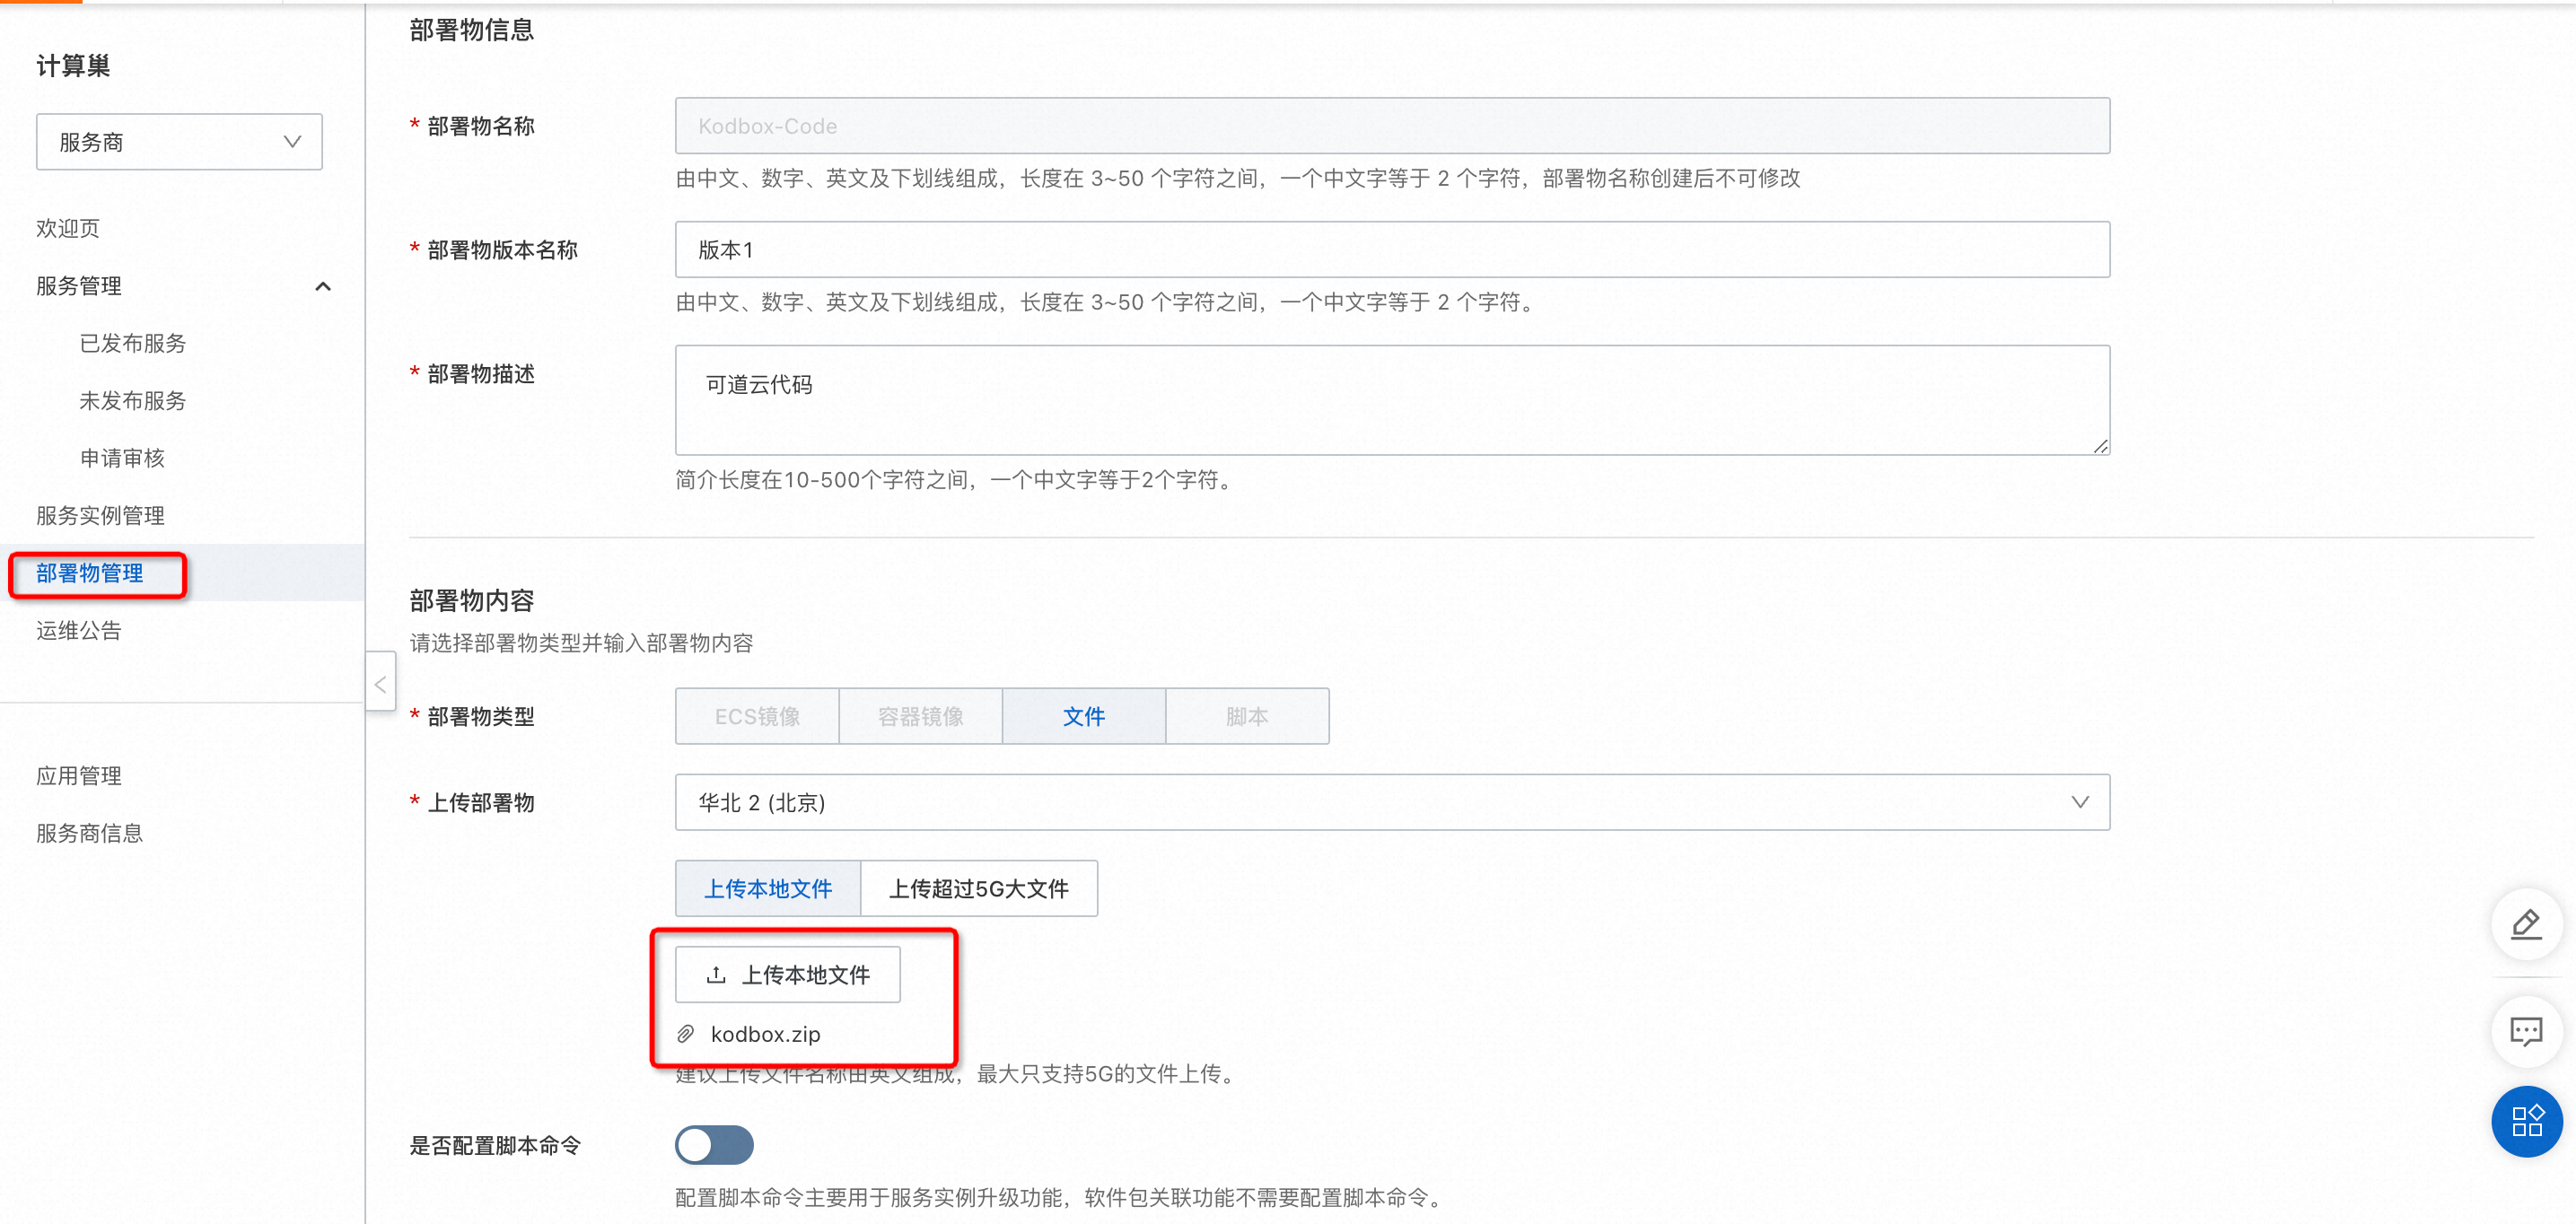 计算巢
服务商
欢迎页
服务管理
已发布服务
未发布服务
申请审核
服务实例管理
部署物管理
运维公告
应用管理
服务商信息
部署物信息
* 部署物名称
Kodbox-Code
由中文、数字、英文及下划线组成，长度在 3~50 个字符之间，一个中文字等于 2 个字符，部署物名称创建后不可修改
* 部署物版本名称
版本1
由中文、数字、英文及下划线组成，长度在 3~50 个字符之间，一个中文字等于 2 个字符。
* 部署物描述
可道云代码
简介长度在10-500个字符之间，一个中文字等于2个字符。
部署物内容
请选择部署物类型并输入部署物内容
* 部署物类型
ECS镜像 容器镜像 文件 脚本
* 上传部署物
华北 2 (北京)
上传本地文件 上传超过5G大文件
上传本地文件
kodbox.zip
建议上传文件名称由英文组成，最大只支持5G的文件上传。
是否配置脚本命令
配置脚本命令主要用于服务实例升级功能，软件包关联功能不需要配置脚本命令。